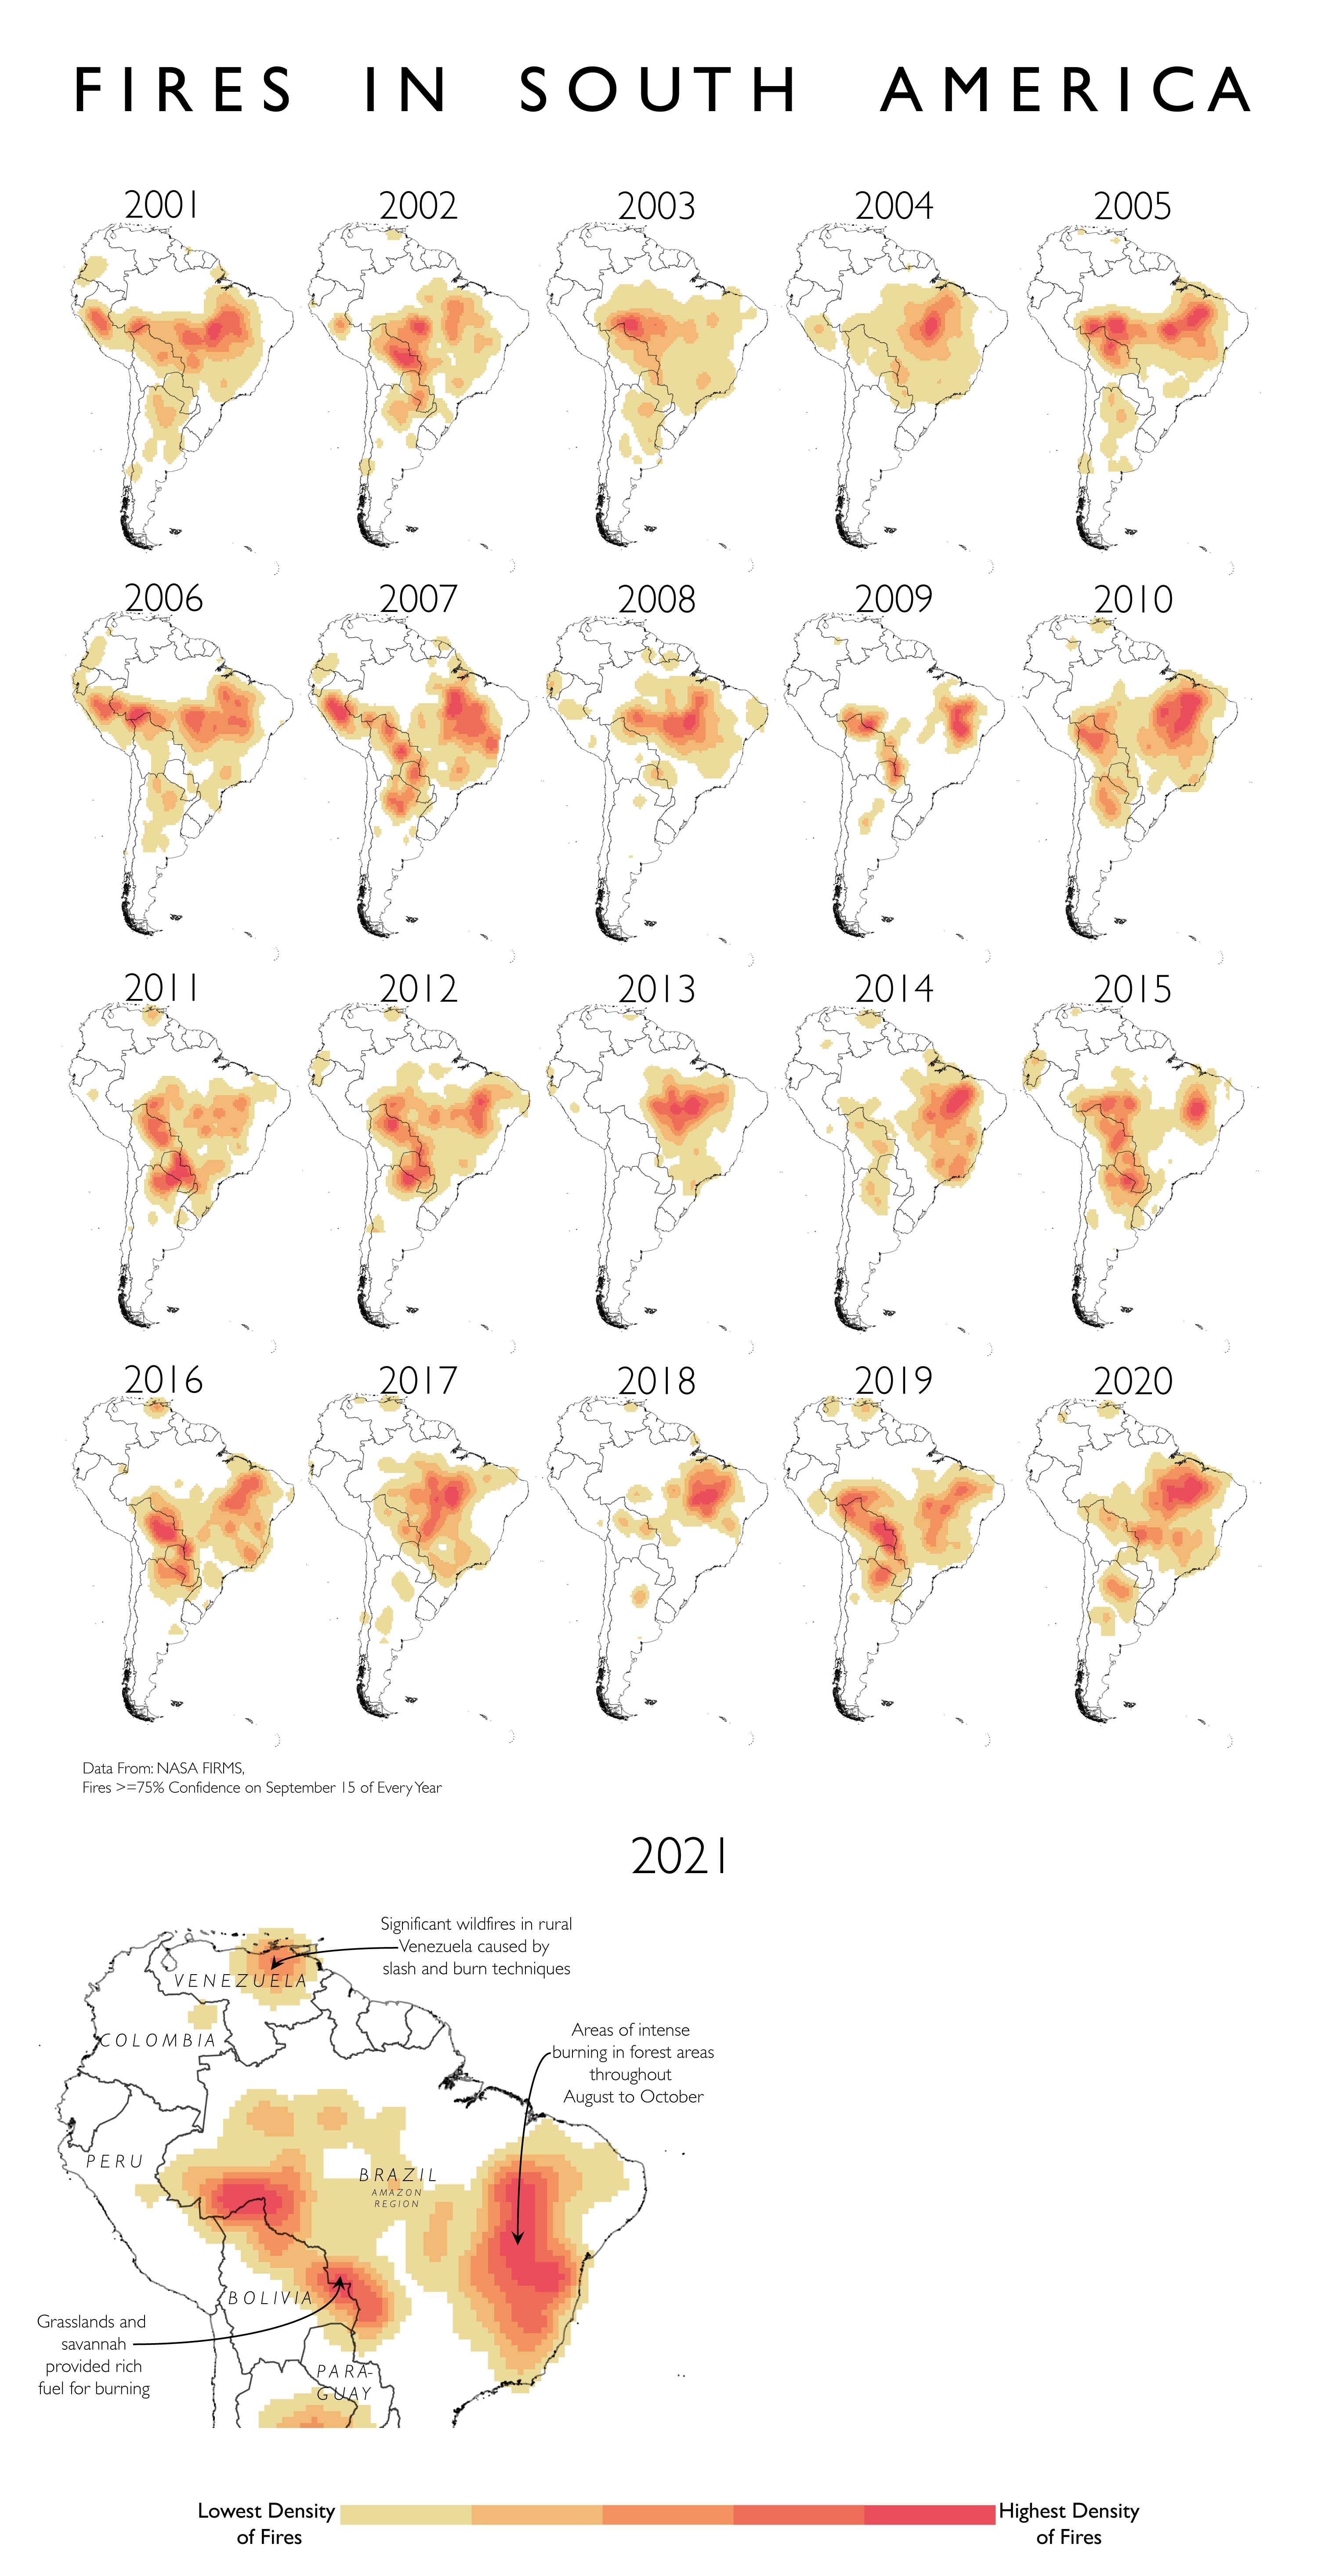 FIRES IN SOUTH AMERICA
2001
2002
2003
2004
2005
2006
2007
2008
2009
2010
2011
2012
2013
2014
2015
2016
2017
2018
2019
2020
Data From: NASA FIRMS,
Fires >=75% Confidence on September 15 of Every Year
2021
Significant wildfires in rural
Venezuela caused by
slash and burn techniques
VENEZUELA
COLOMBIA
Areas of intense
burning in forest areas
throughout
August to October
PERU
BRAZIL
AMAZON
REGION
BOLIVIA
Grasslands and
savannah
provided rich
fuel for burning
PARA-
GUAY
Lowest Density
of Fires
Highest Density
of Fires